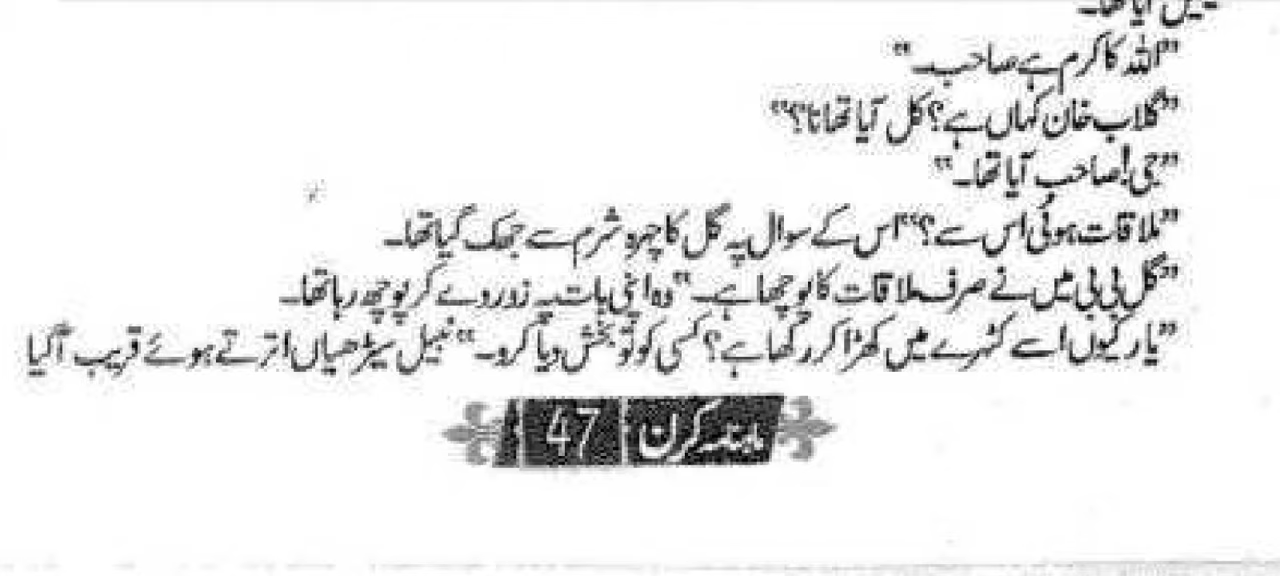 آیا تھا۔
”اللہ کا کرم ہے صاحب۔“
”گلاب خان کہاں ہے؟ کل آیا تھا نا؟“
”جی! صاحب آیا تھا۔“
”ملاقات ہوئی اس سے؟“ اس کے سوال پہ گل کا چہرہ شرم سے جھک گیا تھا۔
”گل بی بی میں نے صرف ملاقات کا پوچھا ہے۔“ وہ اپنی بات پہ زور دے کر پوچھ رہا تھا۔
”یار کیوں اسے کٹہرے میں کھڑا کر رکھا ہے؟ کسی کو تو بخش دیا کرو۔“ نبیل سیڑھیاں اترتے ہوئے قریب آگیا
ماہنامہ کرن 47